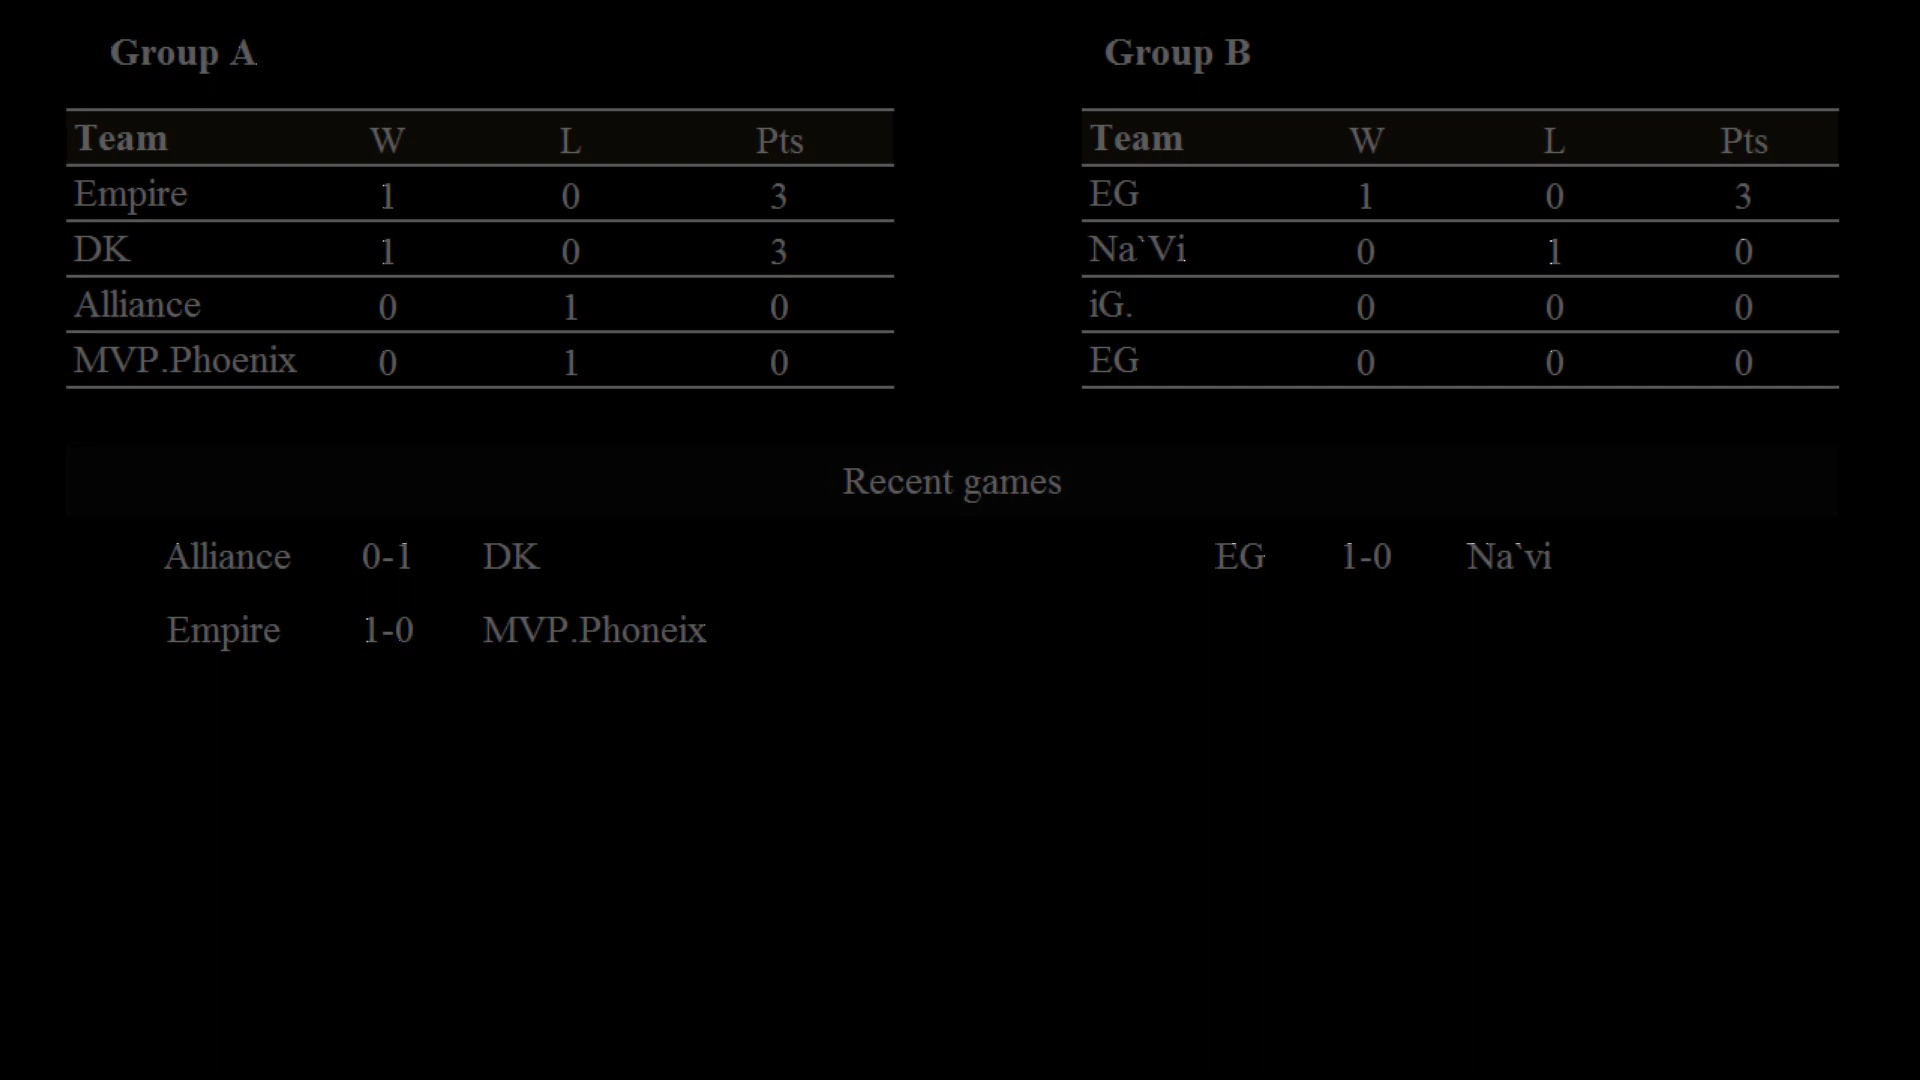 Group A
Team W L Pts
Empire 1 0 3
DK 1 0 3
Alliance 0 1 0
MVP.Phoenix 0 1 0
Group B
Team W L Pts
EG 1 0 3
Na`Vi 0 1 0
iG. 0 0 0
EG 0 0 0
Recent games
Alliance 0-1 DK
Empire 1-0 MVP.Phoneix
EG 1-0 Na`vi